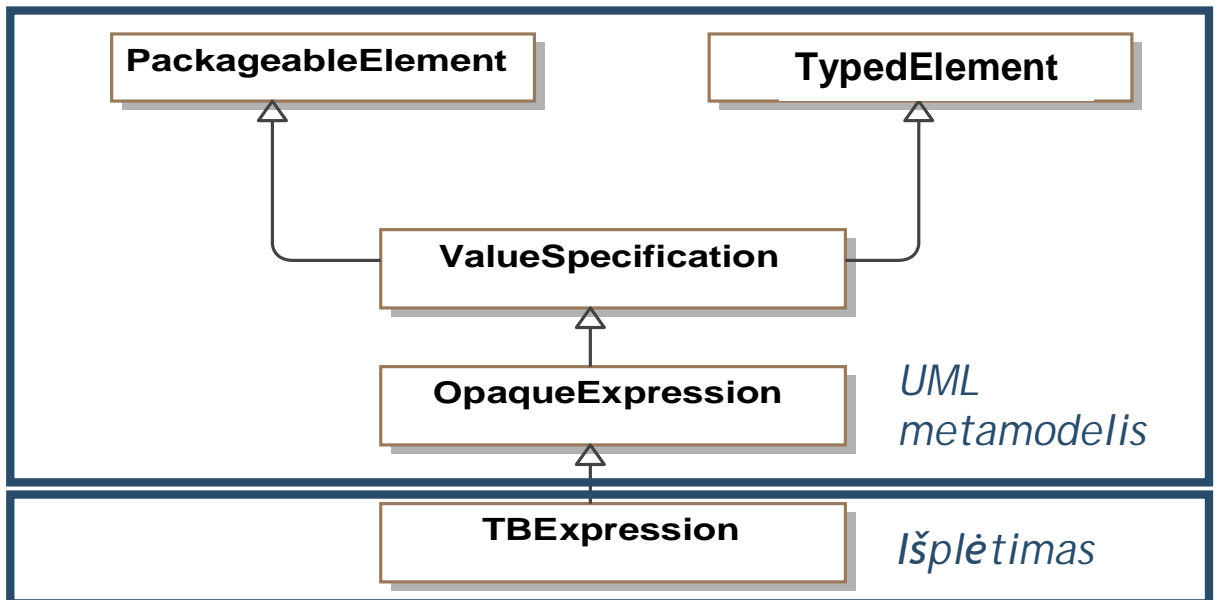 PackageableElement
TypedElement
ValueSpecification
OpaqueExpression
UML
metamodelis
TBExpression
Išplėtimas